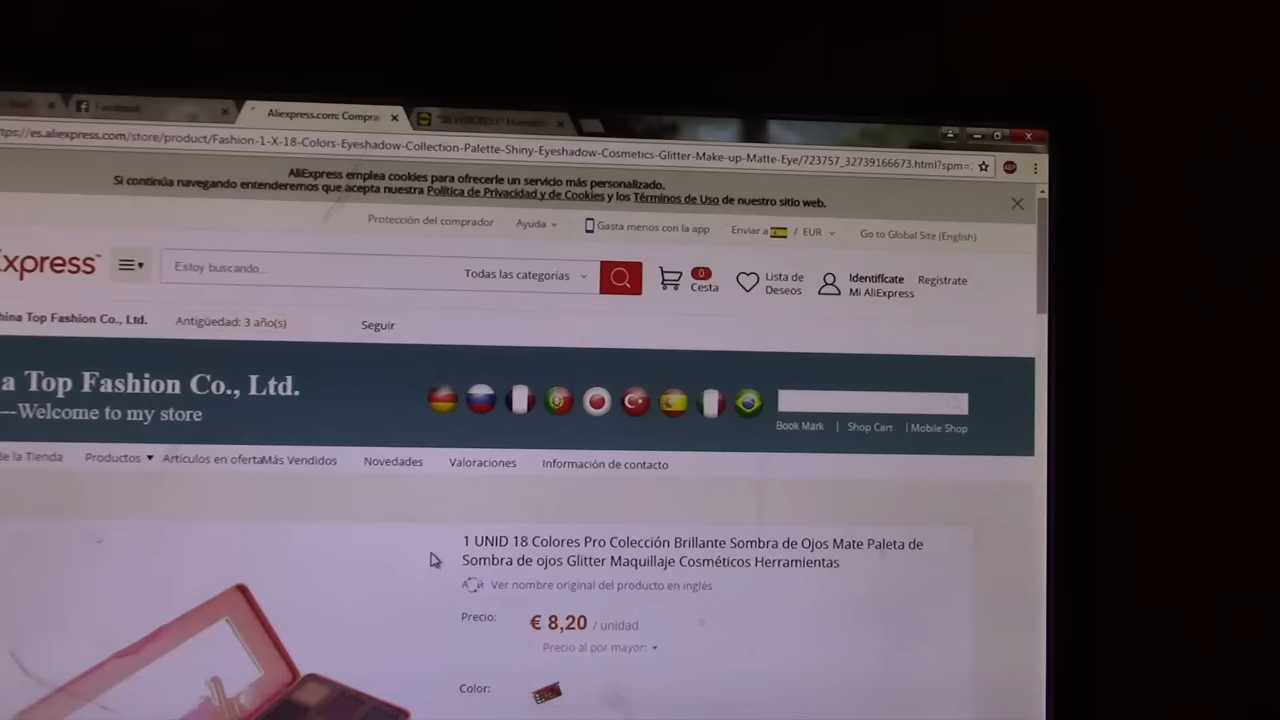 Facebook
Aliexpress.com: Compra
"SILVERCREST"
tps://es.aliexpress.com/store/product/Fashion-1-X-18-Colors-Eyeshadow-Collection-Palette-Shiny-Eyeshadow-Cosmetics-Glitter-Make-up-Matte-Eye/723757_32739166673.html?spm=
AliExpress emplea cookies para ofrecerle un servicio más personalizado.
Si continúa navegando entenderemos que acepta nuestra Política de Privacidad y de Cookies y los Términos de Uso de nuestro sitio web.
Protección del comprador Ayuda Gasta menos con la app Enviar a / EUR Go to Global Site (English)
xpress™ Estoy buscando... Todas las categorías 0 Cesta Lista de Deseos Identifícate Regístrate Mi AliExpress
hina Top Fashion Co., Ltd. Antigüedad: 3 año(s) Seguir
a Top Fashion Co., Ltd.
--Welcome to my store
Book Mark | Shop Cart | Mobile Shop
de la Tienda Productos Artículos en oferta Más Vendidos Novedades Valoraciones Información de contacto
1 UNID 18 Colores Pro Colección Brillante Sombra de Ojos Mate Paleta de
Sombra de ojos Glitter Maquillaje Cosméticos Herramientas
Ver nombre original del producto en inglés
Precio: € 8,20 / unidad
Precio al por mayor:
Color: